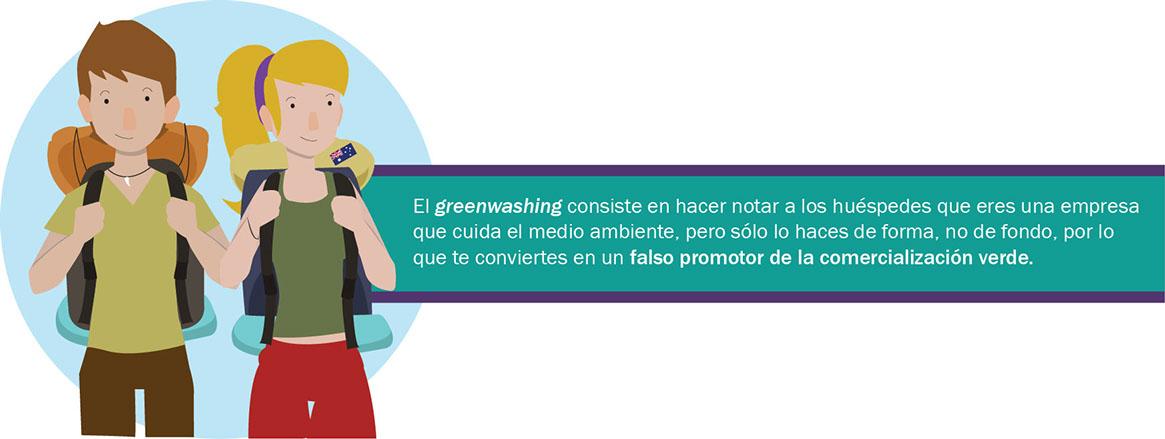 El greenwashing consiste en hacer notar a los huéspedes que eres una empresa
que cuida el medio ambiente, pero sólo lo haces de forma, no de fondo, por lo
que te conviertes en un falso promotor de la comercialización verde.